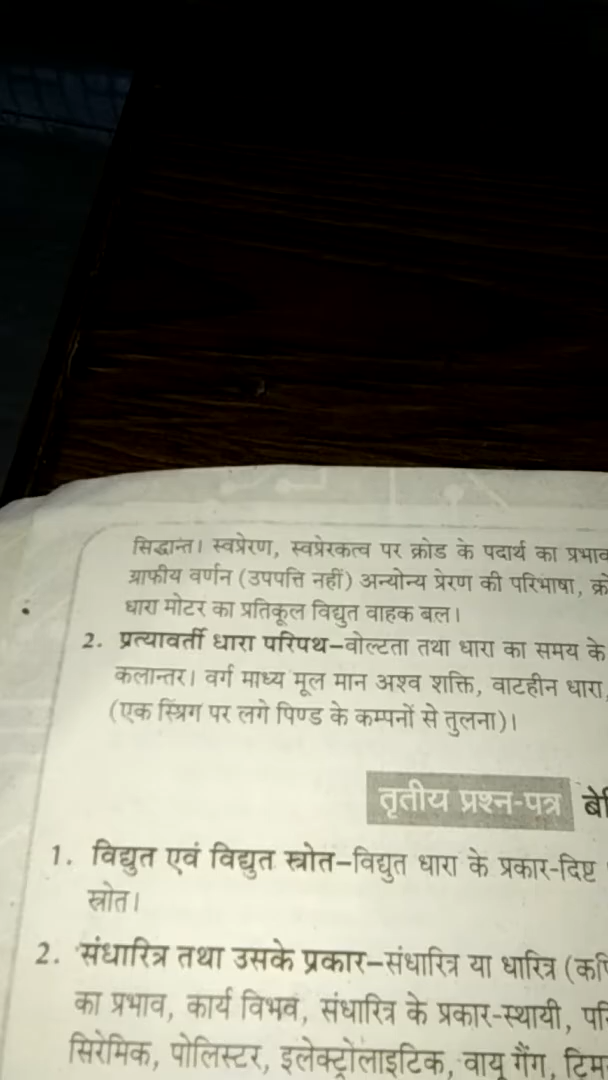 सिद्धान्त। स्वप्रेरण, स्वप्रेरकत्व पर क्रोड के पदार्थ का प्रभाव
ग्राफीय वर्णन (उपपत्ति नहीं) अन्योन्य प्रेरण की परिभाषा,
धारा मोटर का प्रतिकूल विद्युत वाहक बल।
2. प्रत्यावर्ती धारा परिपथ–वोल्टता तथा धारा का समय के
कलान्तर। वर्ग माध्य मूल मान अश्व शक्ति, वाटहीन धारा,
(एक स्प्रिग पर लगे पिण्ड के कम्पनों से तुलना)।
तृतीय प्रश्न-पत्र
1. विद्युत एवं विद्युत स्त्रोत–विद्युत धारा के प्रकार-दिष्ट
स्त्रोत।
2. संधारित्र तथा उसके प्रकार–संधारित्र या धारित्र
का प्रभाव, कार्य विभव, संधारित्र के प्रकार-स्थायी,
सिरेमिक, पोलिस्टर, इलेक्ट्रोलाइटिक, वायु गैंग,